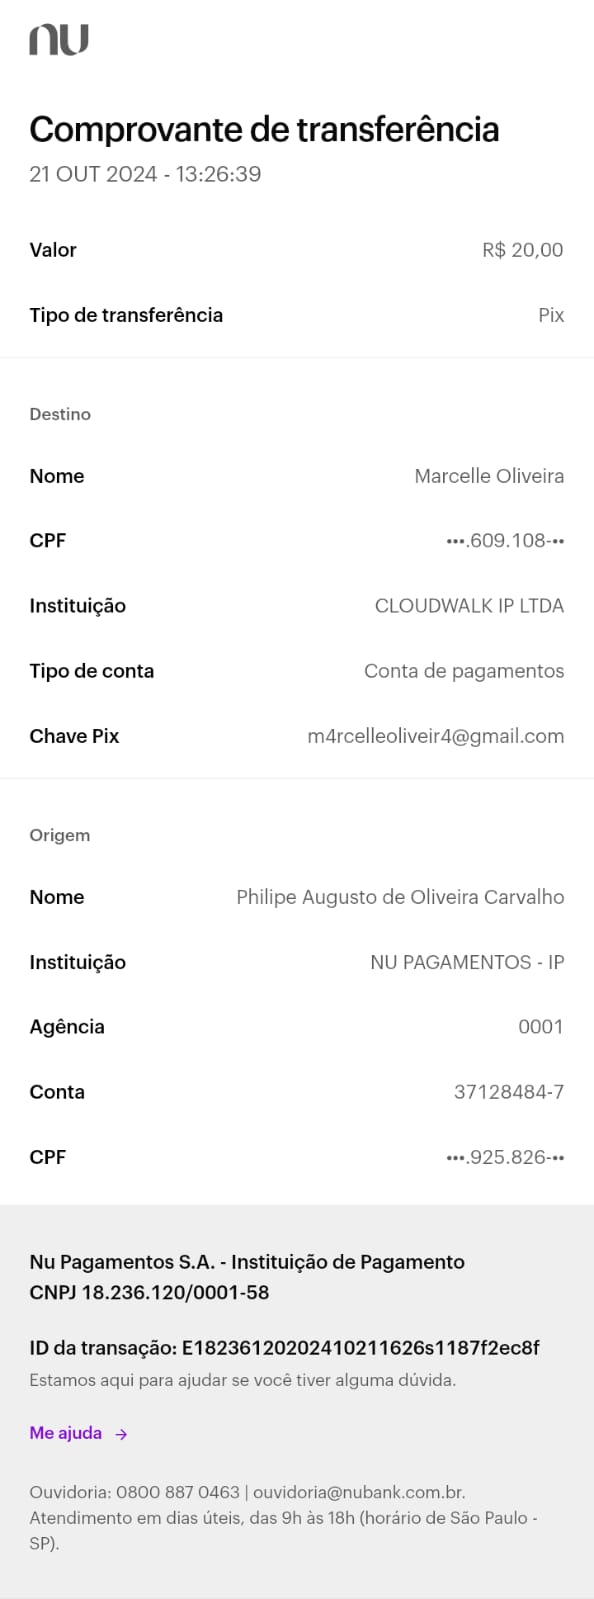 nu
Comprovante de transferência
21 OUT 2024 - 13:26:39
Valor R$ 20,00
Tipo de transferência Pix
Destino
Nome Marcelle Oliveira
CPF •••.609.108-••
Instituição CLOUDWALK IP LTDA
Tipo de conta Conta de pagamentos
Chave Pix m4rcelleoliveir4@gmail.com
Origem
Nome Philipe Augusto de Oliveira Carvalho
Instituição NU PAGAMENTOS - IP
Agência 0001
Conta 37128484-7
CPF •••.925.826-••
Nu Pagamentos S.A. - Instituição de Pagamento
CNPJ 18.236.120/0001-58
ID da transação: E18236120202410211626s1187f2ec8f
Estamos aqui para ajudar se você tiver alguma dúvida.
Me ajuda →
Ouvidoria: 0800 887 0463 | ouvidoria@nubank.com.br.
Atendimento em dias úteis, das 9h às 18h (horário de São Paulo -
SP).